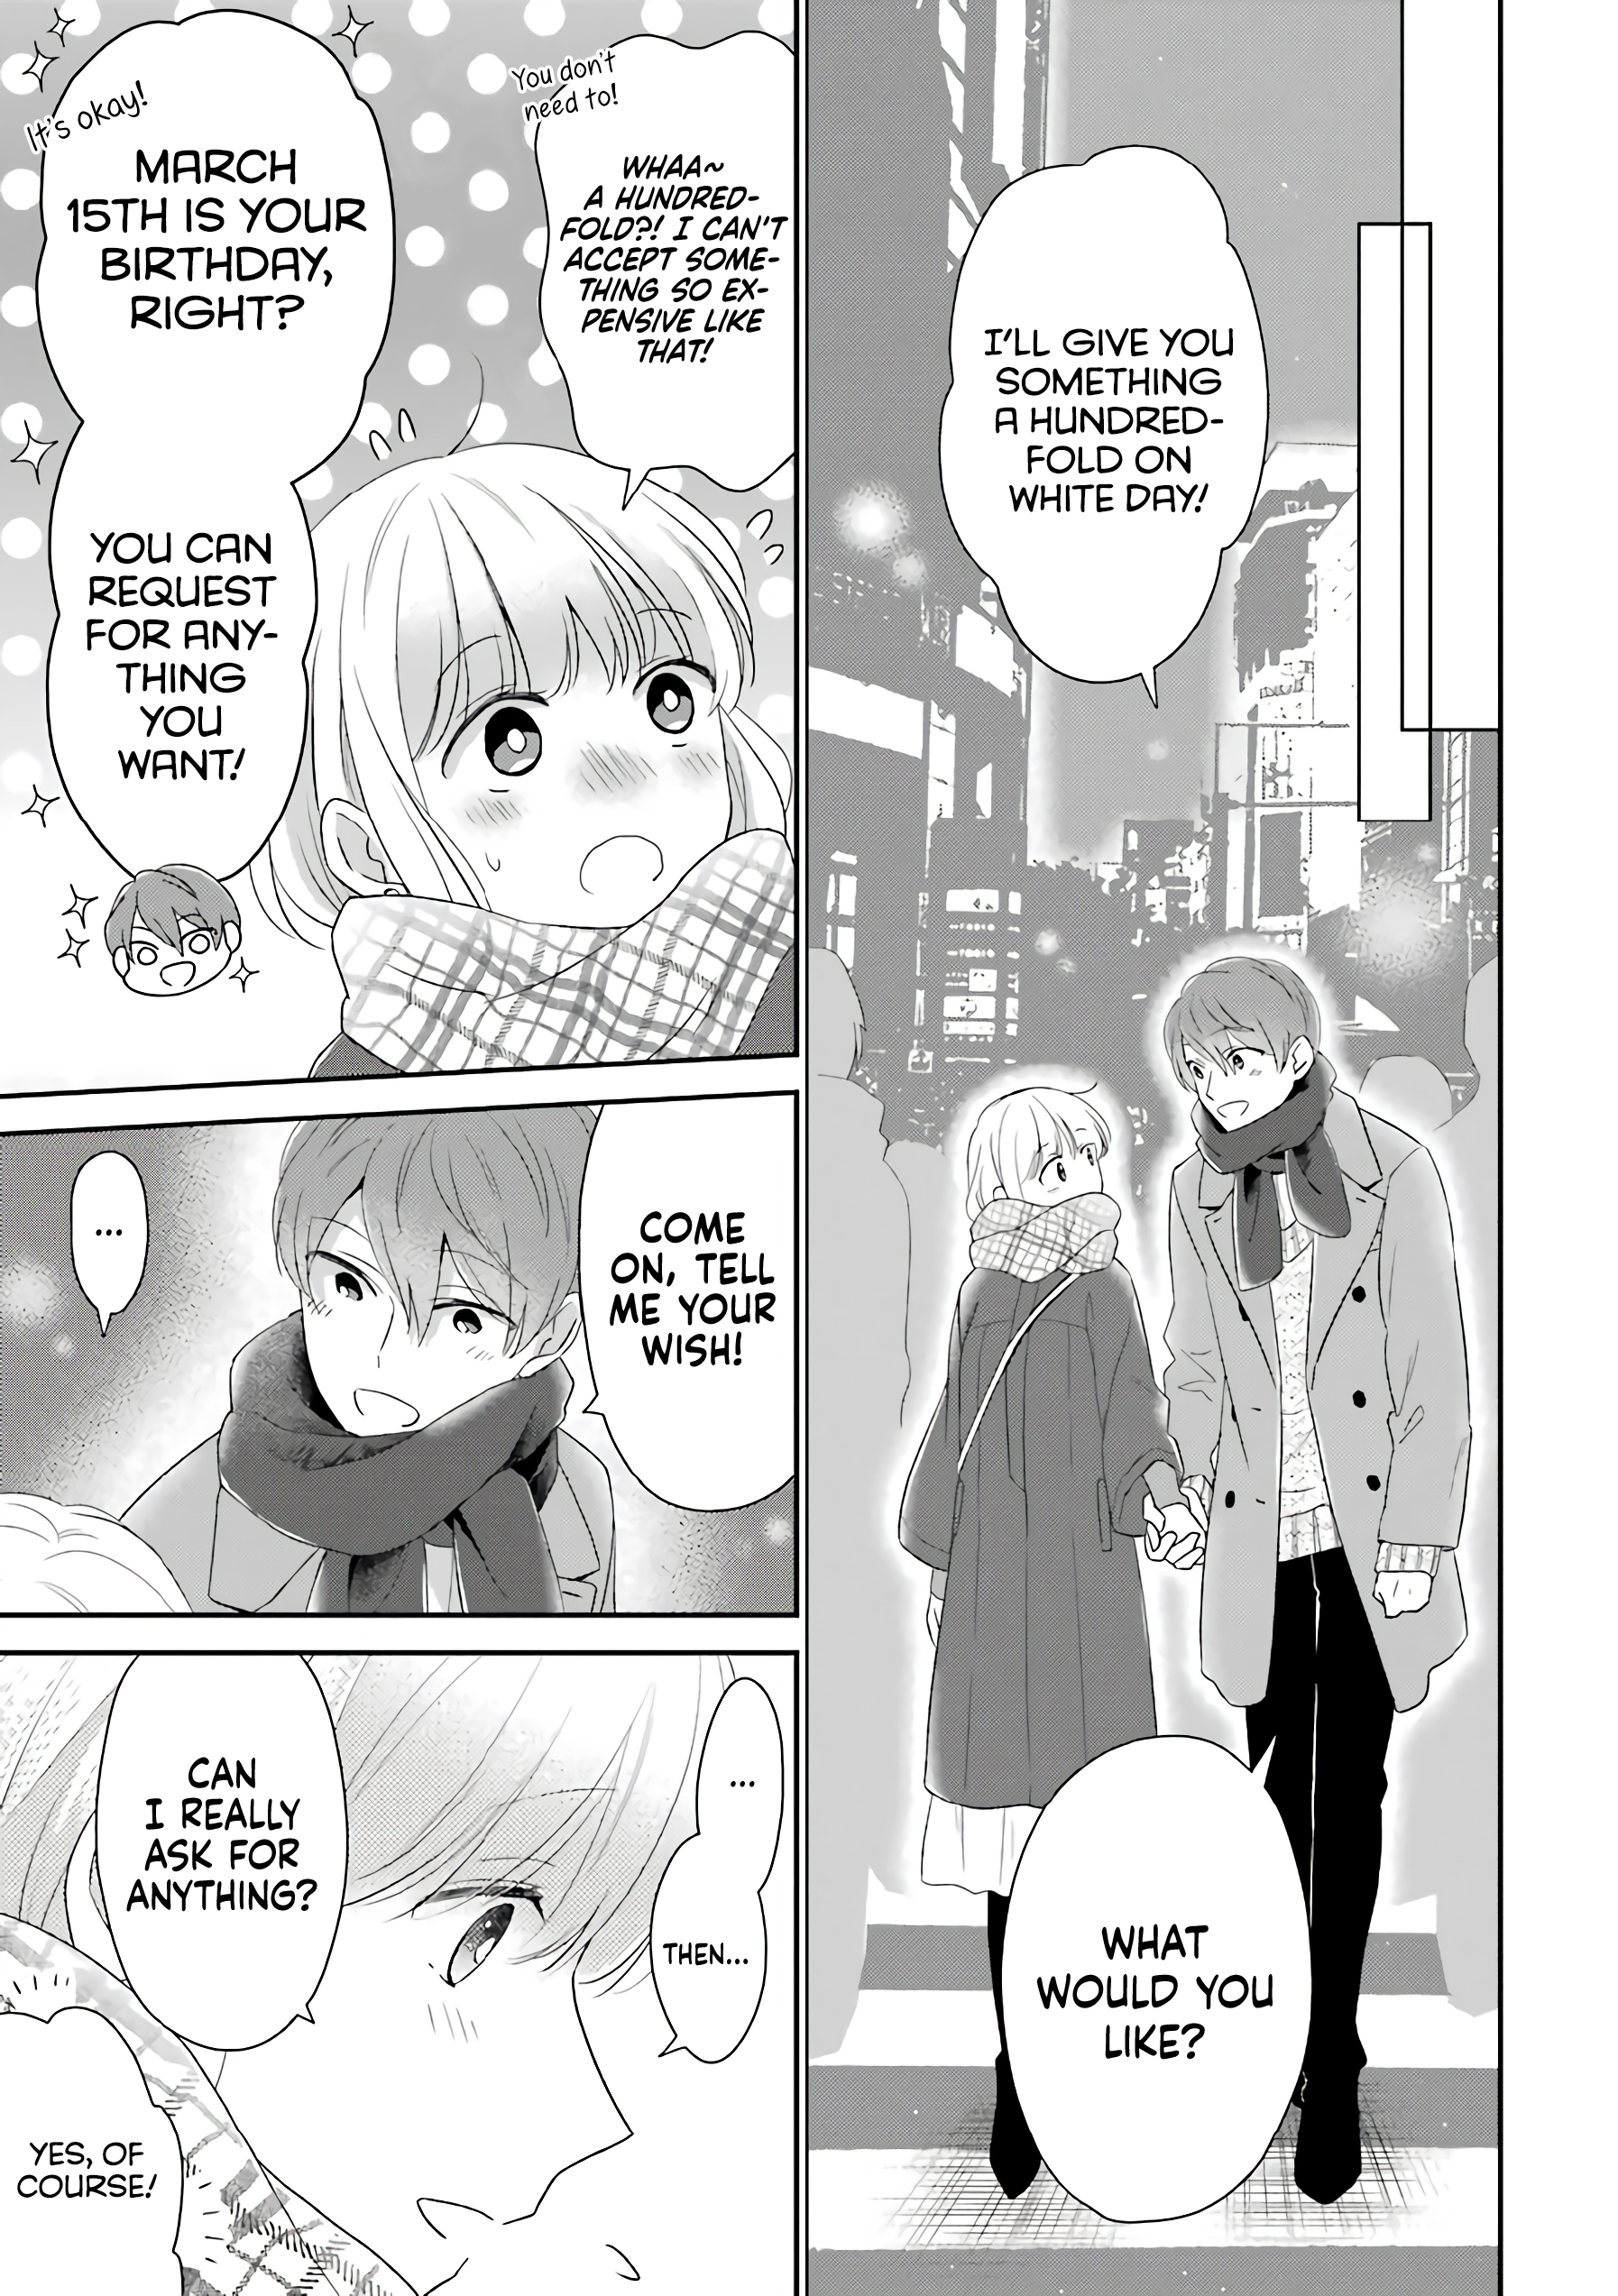 I'LL GIVE YOU
SOMETHING
A HUNDRED-
FOLD ON
WHITE DAY!
WHAT
WOULD YOU
LIKE?
You don't
need to!
WHAA~
A HUNDRED-
FOLD?! I CAN'T
ACCEPT SOME-
THING SO EX-
PENSIVE LIKE
THAT!
It's okay!
MARCH
15TH IS YOUR
BIRTHDAY,
RIGHT?
YOU CAN
REQUEST
FOR ANY-
THING
YOU
WANT!
COME
ON, TELL
ME YOUR
WISH!
...
...
THEN...
CAN
I REALLY
ASK FOR
ANYTHING?
YES, OF
COURSE!